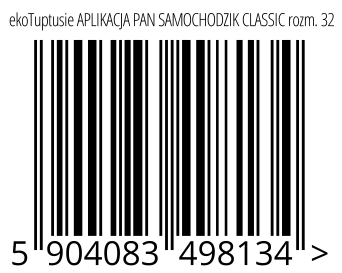 ekoTuptusie APLIKACJA PAN SAMOCHODZIK CLASSIC rozm. 32
5 904083 498134 >